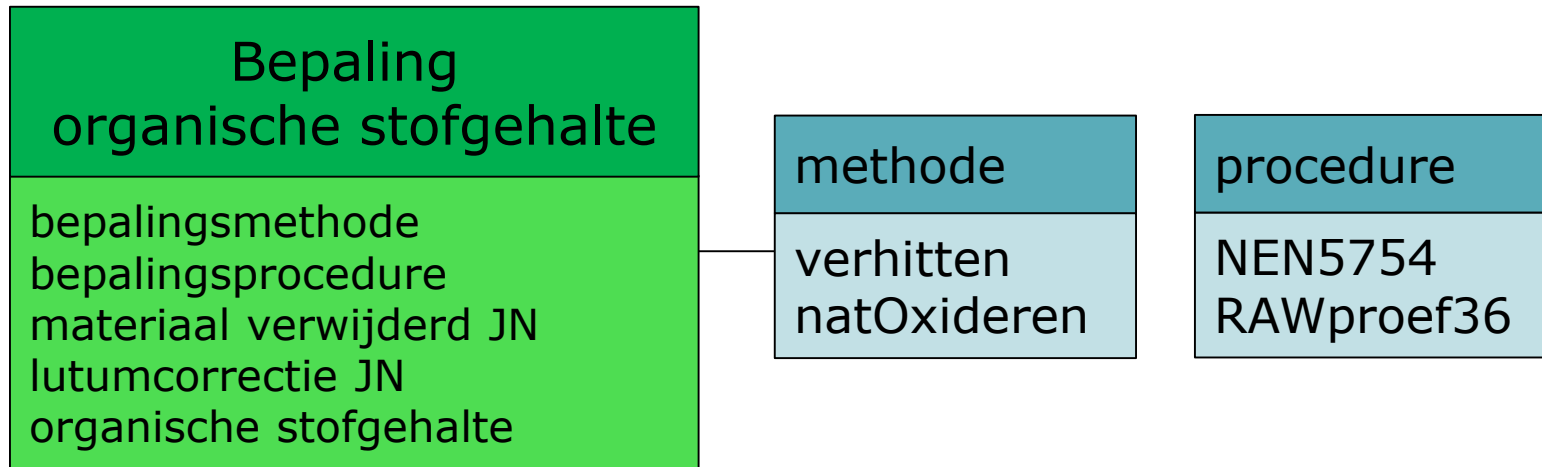 Bepaling
organische stofgehalte
bepalingsmethode
bepalingsprocedure
materiaal verwijderd JN
lutumcorrectie JN
organische stofgehalte
methode
verhitten
natOxideren
procedure
NEN5754
RAWproef36